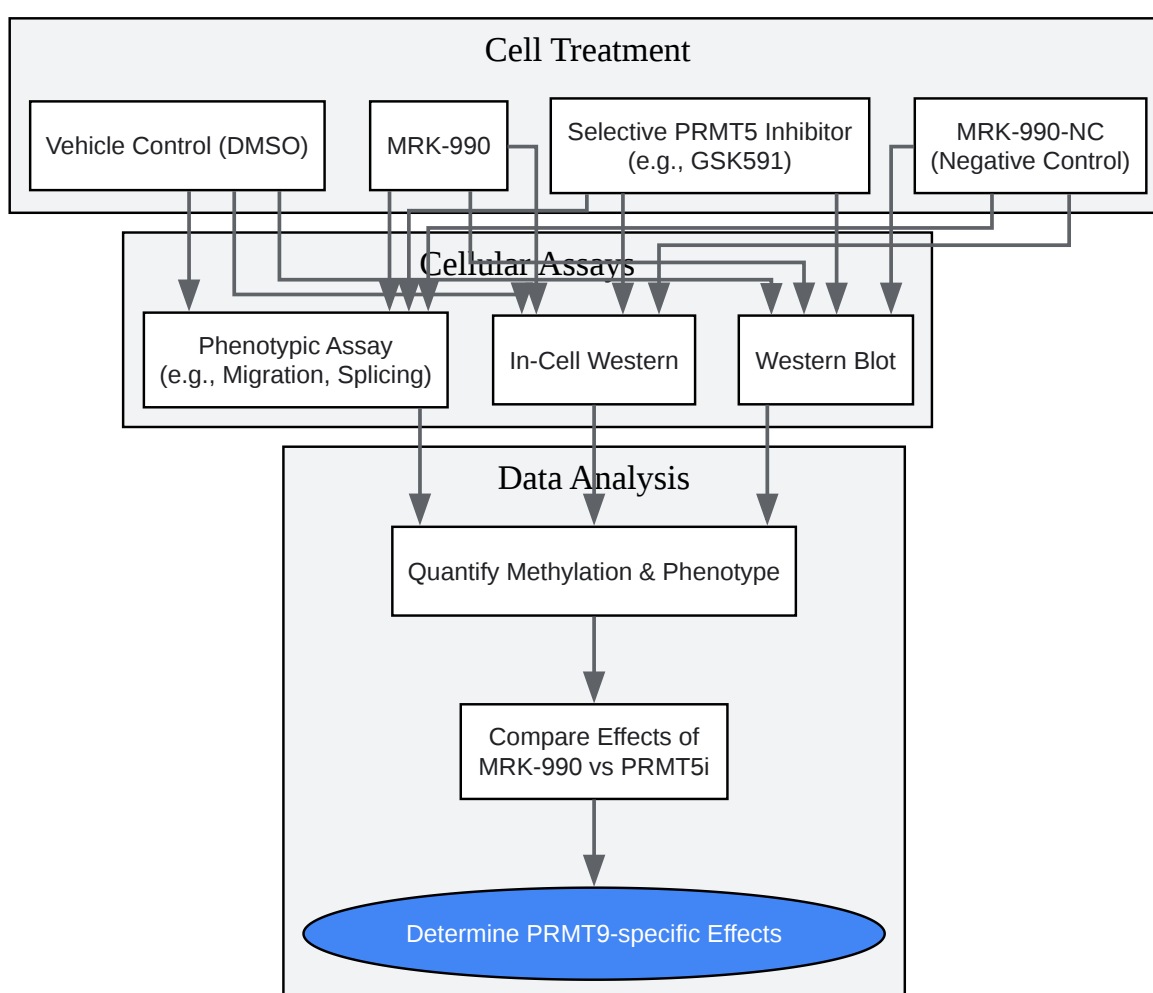 Cell Treatment
Vehicle Control (DMSO)
MRK-990
Selective PRMT5 Inhibitor
(e.g., GSK591)
MRK-990-NC
(Negative Control)
Cellular Assays
Phenotypic Assay
(e.g., Migration, Splicing)
In-Cell Western
Western Blot
Data Analysis
Quantify Methylation & Phenotype
Compare Effects of
MRK-990 vs PRMT5i
Determine PRMT9-specific Effects